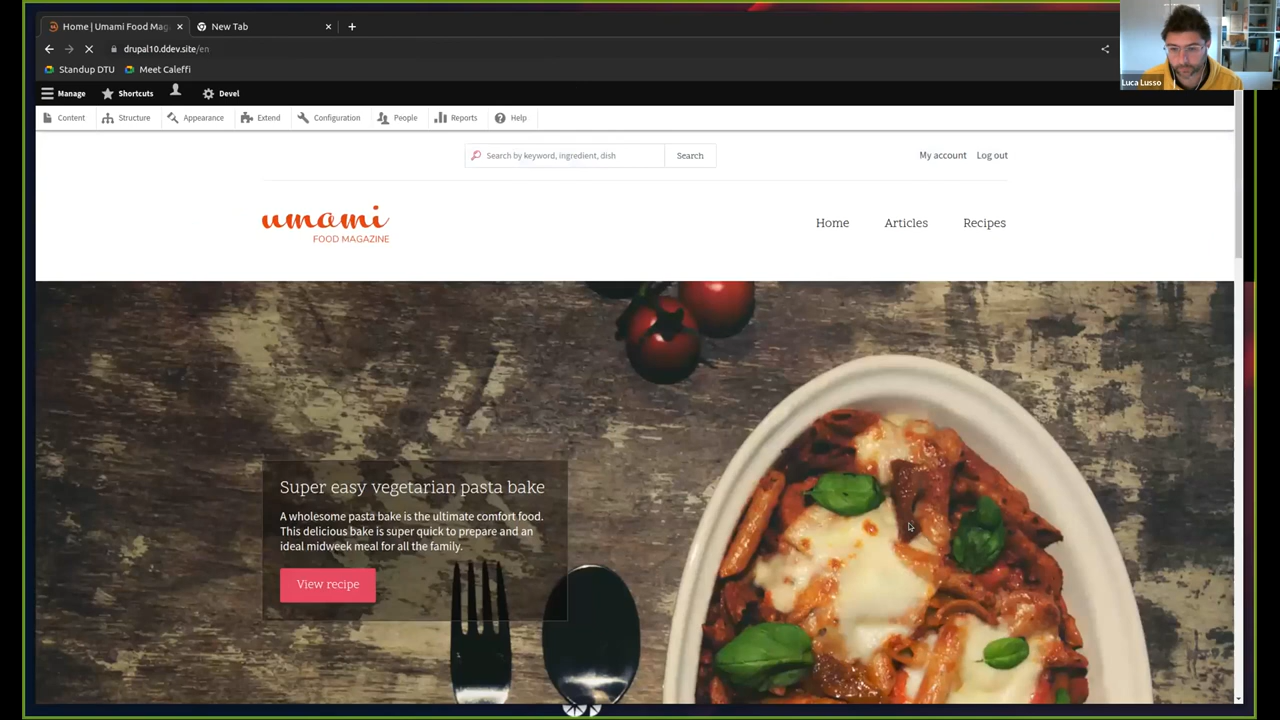 Home | Umami Food Mag
New Tab
drupal10.ddev.site/en
Standup DTU
Meet Caleffi
Luca Lusso
Manage
Shortcuts
Devel
Content
Structure
Appearance
Extend
Configuration
People
Reports
Help
Search by keyword, ingredient, dish
Search
My account
Log out
umami
FOOD MAGAZINE
Home
Articles
Recipes
Super easy vegetarian pasta bake
A wholesome pasta bake is the ultimate comfort food.
This delicious bake is super quick to prepare and an
ideal midweek meal for all the family.
View recipe